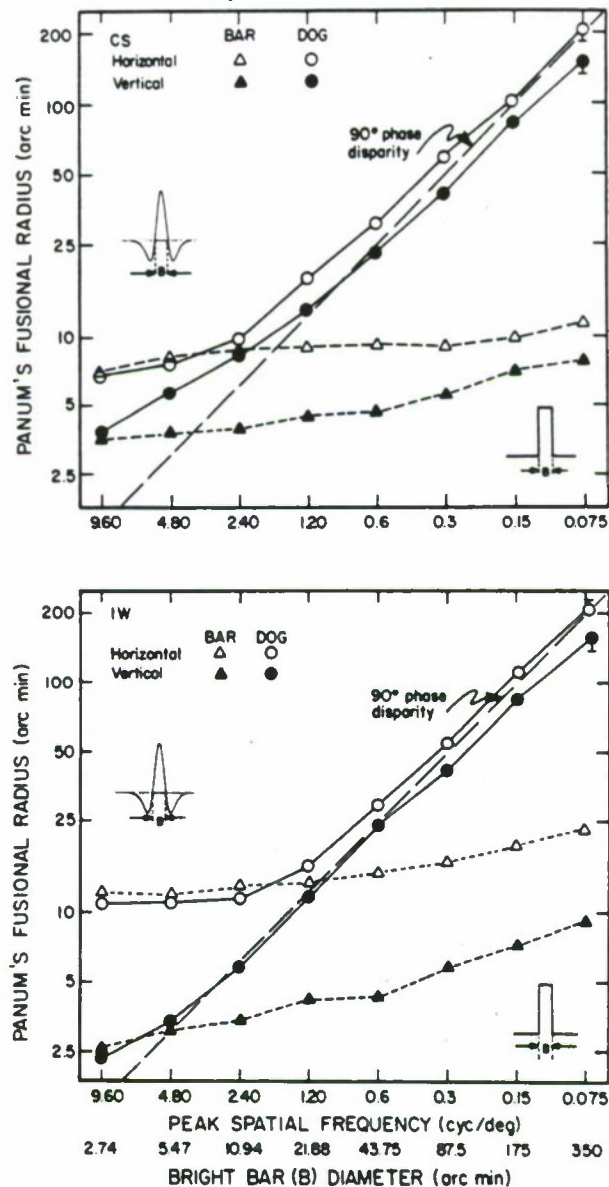 200
100
50
25
10
5
2.5
PANUM'S FUSIONAL RADIUS (arc min)
CS BAR DOG
Horizontal
Vertical
90° phase
disparity
B
B
9.60 4.80 2.40 1.20 0.6 0.3 0.15 0.075
200
100
50
25
10
5
2.5
PANUM'S FUSIONAL RADIUS (arc min)
IW BAR DOG
Horizontal
Vertical
90° phase
disparity
B
B
9.60 4.80 2.40 1.20 0.6 0.3 0.15 0.075
PEAK SPATIAL FREQUENCY (cyc/deg)
2.74 5.47 10.94 21.88 43.75 87.5 175 350
BRIGHT BAR (B) DIAMETER (arc min)